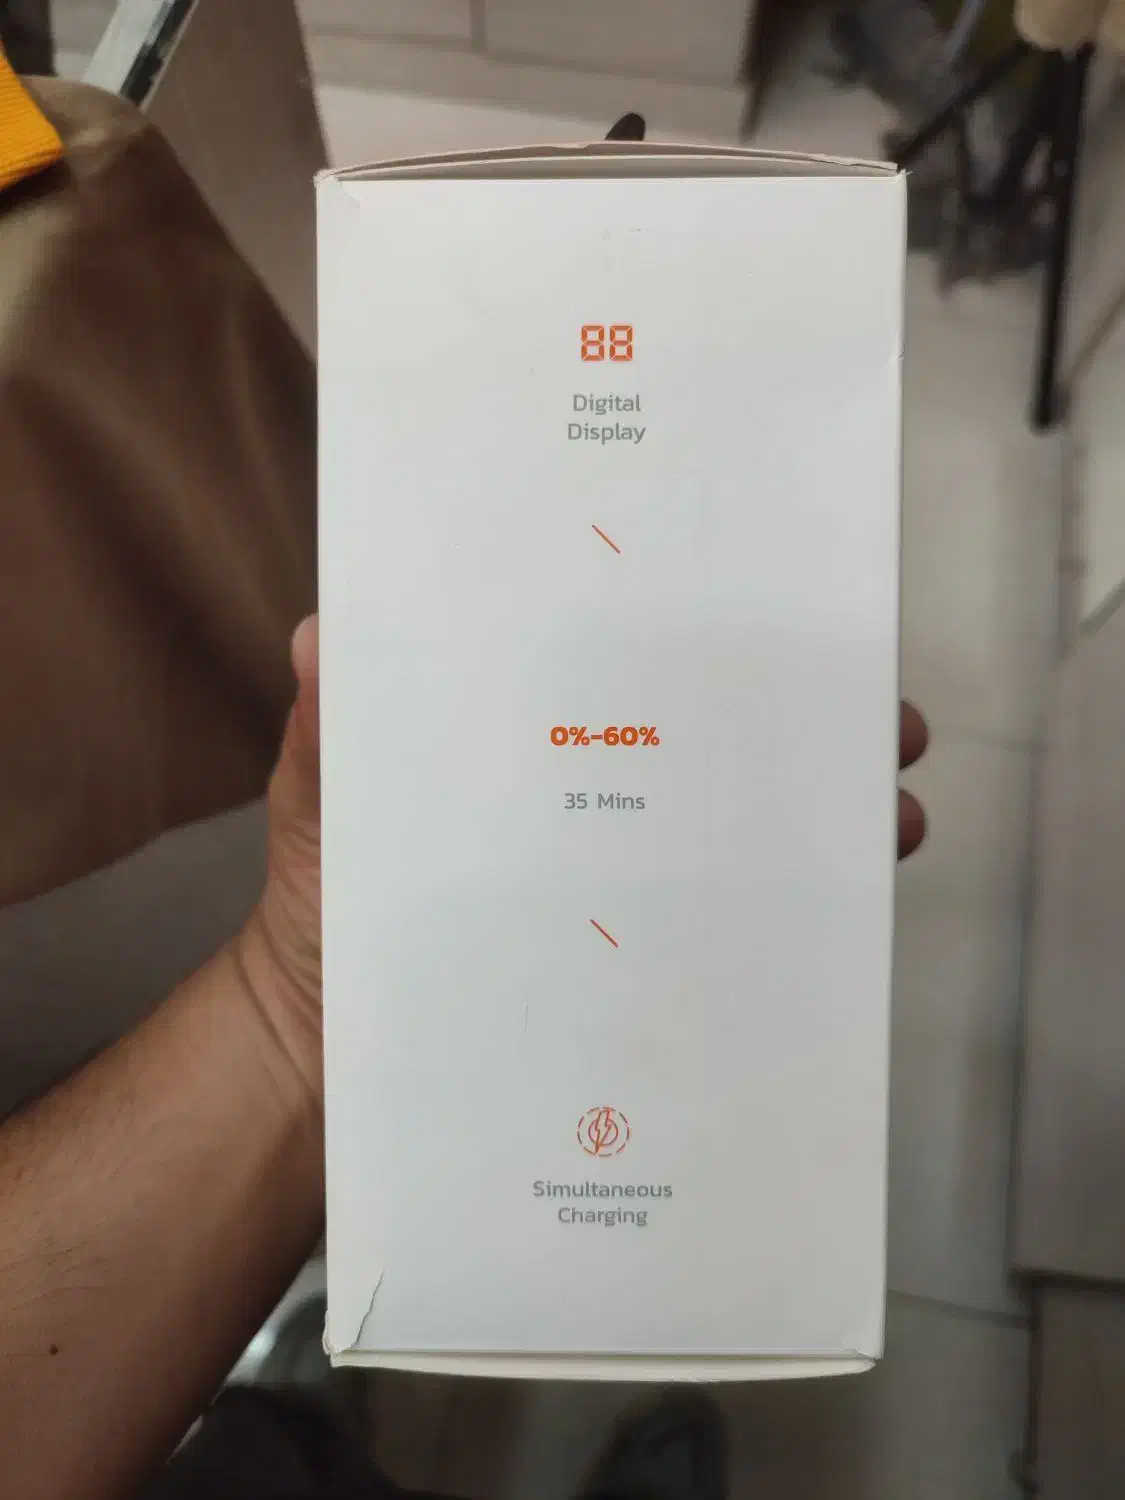 88
Digital
Display
0%-60%
35 Mins
Simultaneous
Charging